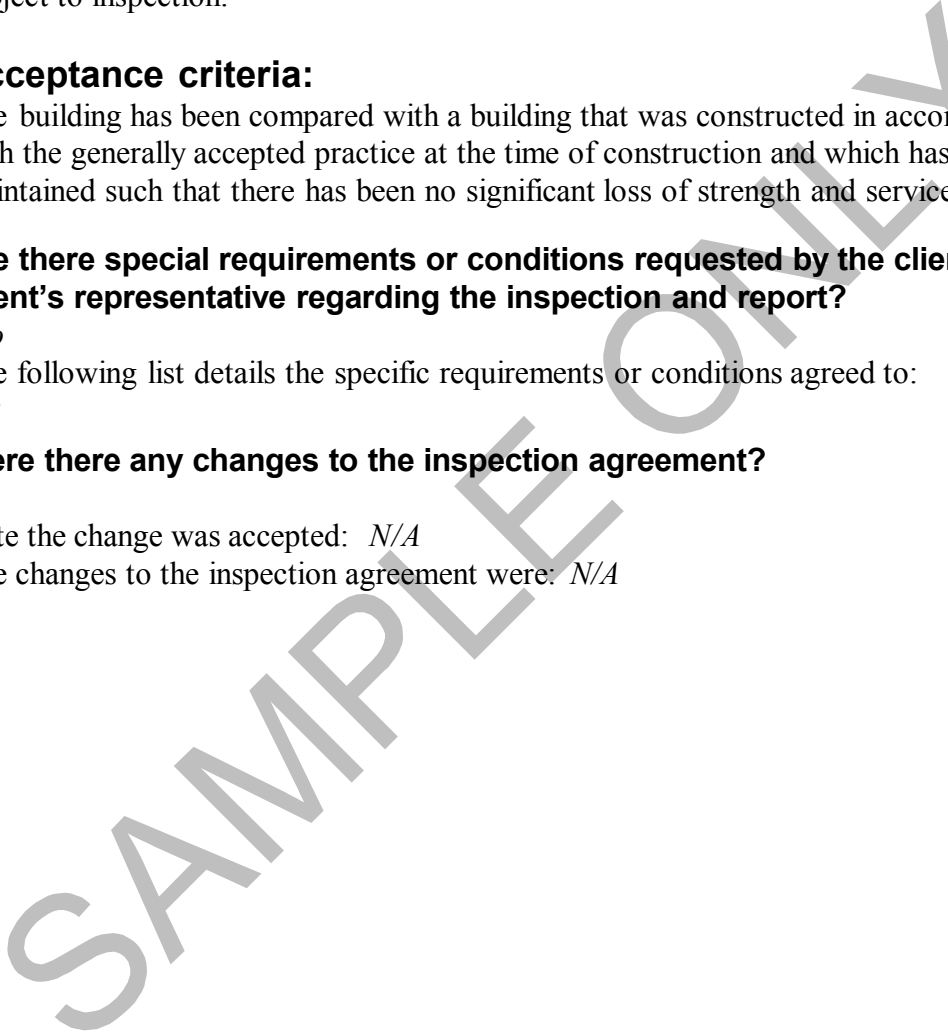 ject to inspection.
cceptance criteria:
e building has been compared with a building that was constructed in accor
h the generally accepted practice at the time of construction and which has
intained such that there has been no significant loss of strength and service
e there special requirements or conditions requested by the clien
ent's representative regarding the inspection and report?
e following list details the specific requirements or conditions agreed to:
ere there any changes to the inspection agreement?
te the change was accepted: N/A
e changes to the inspection agreement were: N/A
SAMPLE ONLY